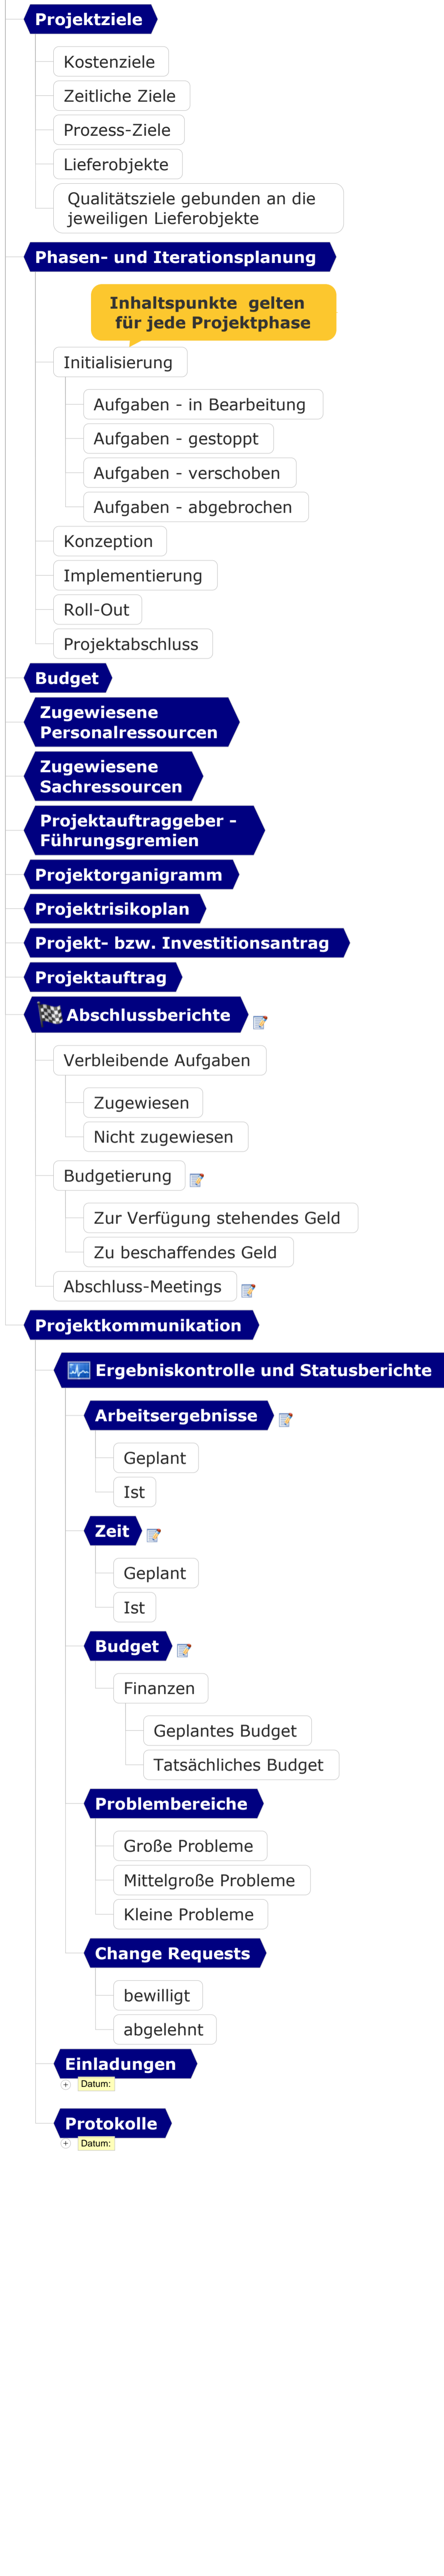 Projektziele
Kostenziele
Zeitliche Ziele
Prozess-Ziele
Lieferobjekte
Qualitätsziele gebunden an die
jeweiligen Lieferobjekte
Phasen- und Iterationsplanung
Inhaltspunkte gelten
für jede Projektphase
Initialisierung
Aufgaben - in Bearbeitung
Aufgaben - gestoppt
Aufgaben - verschoben
Aufgaben - abgebrochen
Konzeption
Implementierung
Roll-Out
Projektabschluss
Budget
Zugewiesene
Personalressourcen
Zugewiesene
Sachressourcen
Projektauftraggeber -
Führungsgremien
Projektorganigramm
Projektrisikoplan
Projekt- bzw. Investitionsantrag
Projektauftrag
Abschlussberichte
Verbleibende Aufgaben
Zugewiesen
Nicht zugewiesen
Budgetierung
Zur Verfügung stehendes Geld
Zu beschaffendes Geld
Abschluss-Meetings
Projektkommunikation
Ergebniskontrolle und Statusberichte
Arbeitsergebnisse
Geplant
Ist
Zeit
Geplant
Ist
Budget
Finanzen
Geplantes Budget
Tatsächliches Budget
Problembereiche
Große Probleme
Mittelgroße Probleme
Kleine Probleme
Change Requests
bewilligt
abgelehnt
Einladungen
Datum:
Protokolle
Datum: